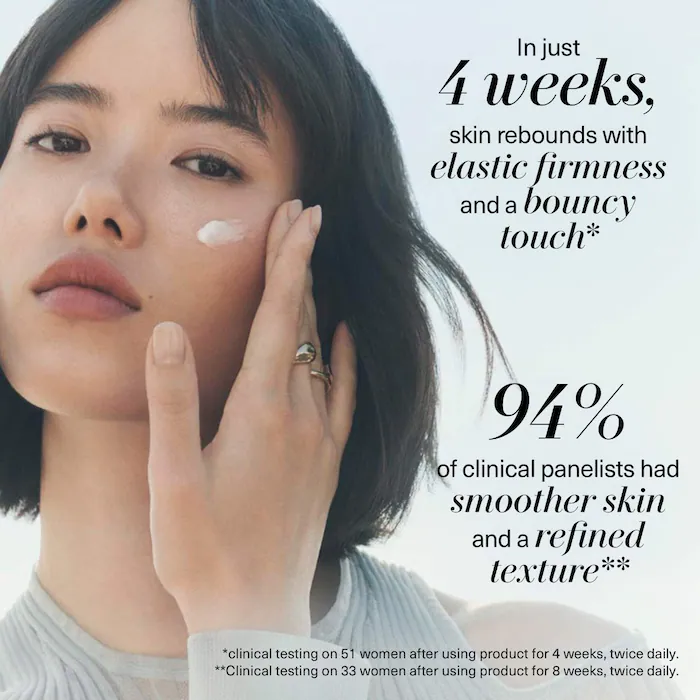 In just
4 weeks,
skin rebounds with
elastic firmness
and a bouncy
touch*
94%
of clinical panelists had
smoother skin
and a refined
texture**
*clinical testing on 51 women after using product for 4 weeks, twice daily.
**Clinical testing on 33 women after using product for 8 weeks, twice daily.